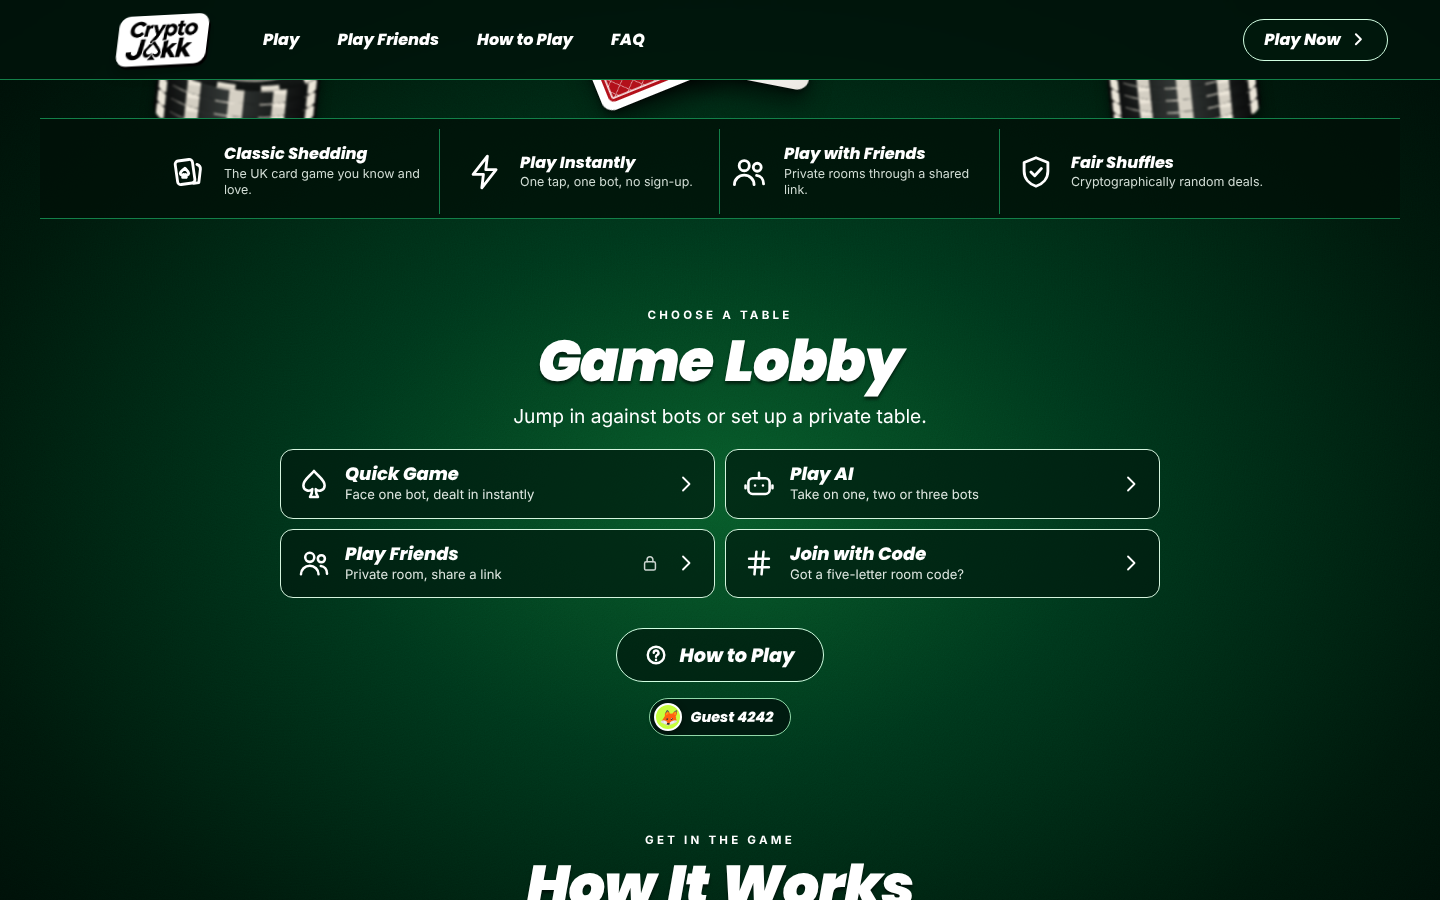 Crypto
Jokk
Play
Play Friends
How to Play
FAQ
Play Now
Classic Shedding
The UK card game you know and
love.
Play Instantly
One tap, one bot, no sign-up.
Play with Friends
Private rooms through a shared
link.
Fair Shuffles
Cryptographically random deals.
CHOOSE A TABLE
Game Lobby
Jump in against bots or set up a private table.
Quick Game
Face one bot, dealt in instantly
Play AI
Take on one, two or three bots
Play Friends
Private room, share a link
Join with Code
Got a five-letter room code?
How to Play
Guest 4242
GET IN THE GAME
How It Works